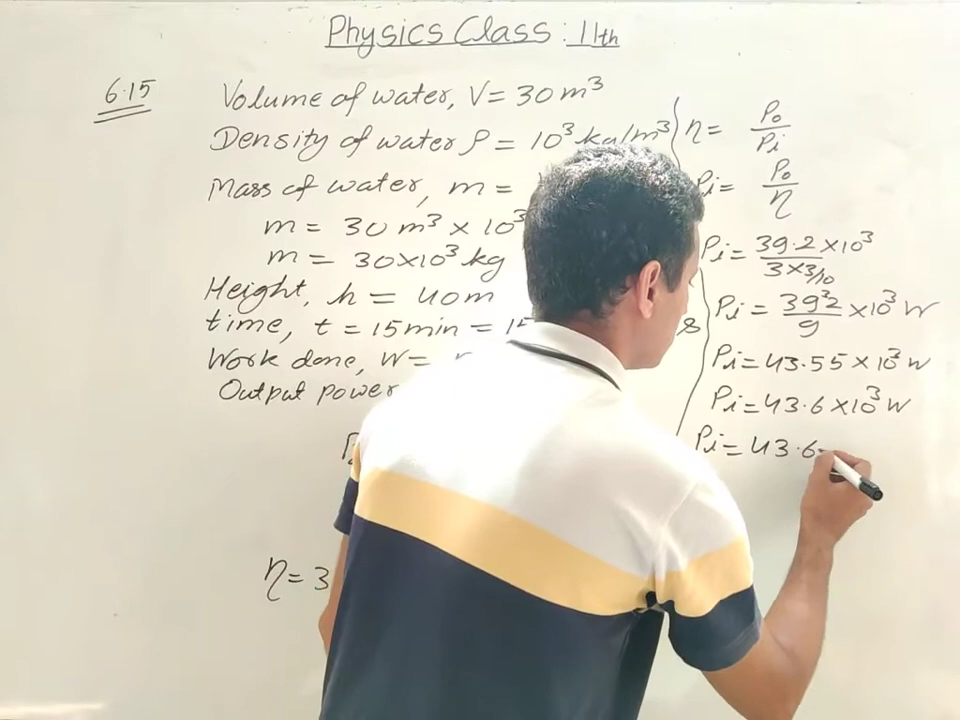 Physics Class : 11th
6.15
Volume of water, V = 30 m³
Density of water ρ = 10³ kg/m³
Mass of water, m =
m = 30 m³ × 10³
m = 30×10³ kg
Height, h = 40m
time, t = 15min = 15
Work done, W =
Output power
η = 3
η = Po/Pi
Pi = Po/η
Pi = 39.2×10³/3×3/10
Pi = 392/9 ×10³ W
Pi = 43.55 ×10³ W
Pi = 43.6 ×10³ W
Pi = 43.6